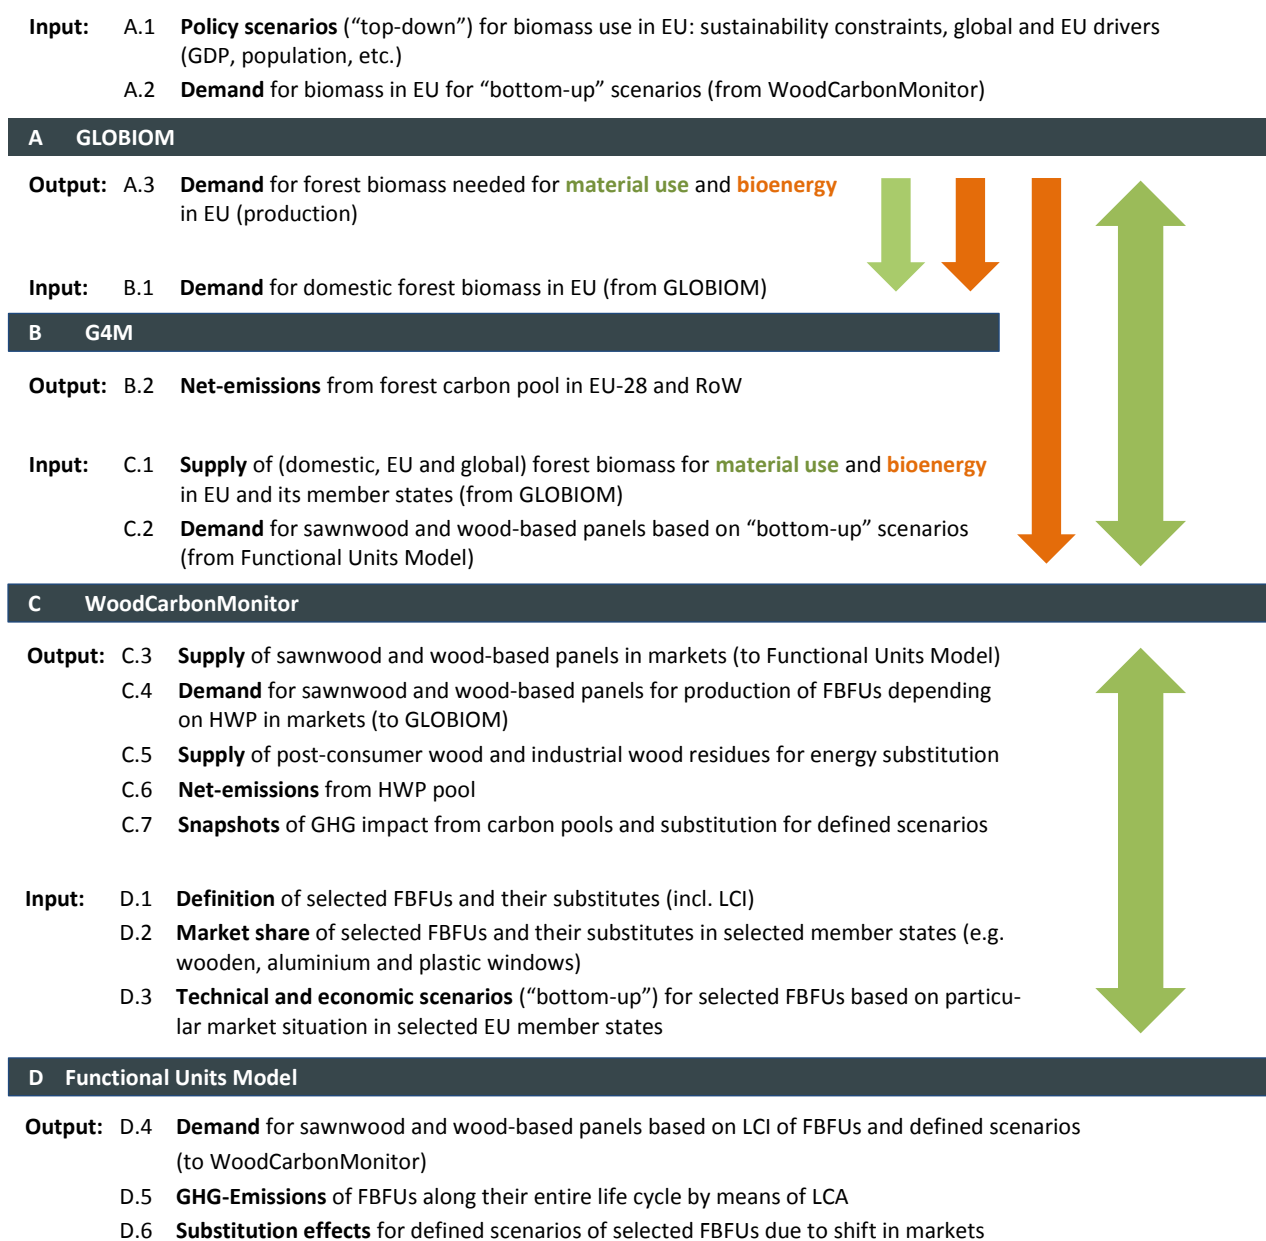 Input: A.1 Policy scenarios (“top-down”) for biomass use in EU: sustainability constraints, global and EU drivers
(GDP, population, etc.)
A.2 Demand for biomass in EU for “bottom-up” scenarios (from WoodCarbonMonitor)
A GLOBIOM
Output: A.3 Demand for forest biomass needed for material use and bioenergy
in EU (production)
Input: B.1 Demand for domestic forest biomass in EU (from GLOBIOM)
B G4M
Output: B.2 Net-emissions from forest carbon pool in EU-28 and RoW
Input: C.1 Supply of (domestic, EU and global) forest biomass for material use and bioenergy
in EU and its member states (from GLOBIOM)
C.2 Demand for sawnwood and wood-based panels based on “bottom-up” scenarios
(from Functional Units Model)
C WoodCarbonMonitor
Output: C.3 Supply of sawnwood and wood-based panels in markets (to Functional Units Model)
C.4 Demand for sawnwood and wood-based panels for production of FBFUs depending
on HWP in markets (to GLOBIOM)
C.5 Supply of post-consumer wood and industrial wood residues for energy substitution
C.6 Net-emissions from HWP pool
C.7 Snapshots of GHG impact from carbon pools and substitution for defined scenarios
Input: D.1 Definition of selected FBFUs and their substitutes (incl. LCI)
D.2 Market share of selected FBFUs and their substitutes in selected member states (e.g.
wooden, aluminium and plastic windows)
D.3 Technical and economic scenarios (“bottom-up”) for selected FBFUs based on particu-
lar market situation in selected EU member states
D Functional Units Model
Output: D.4 Demand for sawnwood and wood-based panels based on LCI of FBFUs and defined scenarios
(to WoodCarbonMonitor)
D.5 GHG-Emissions of FBFUs along their entire life cycle by means of LCA
D.6 Substitution effects for defined scenarios of selected FBFUs due to shift in markets